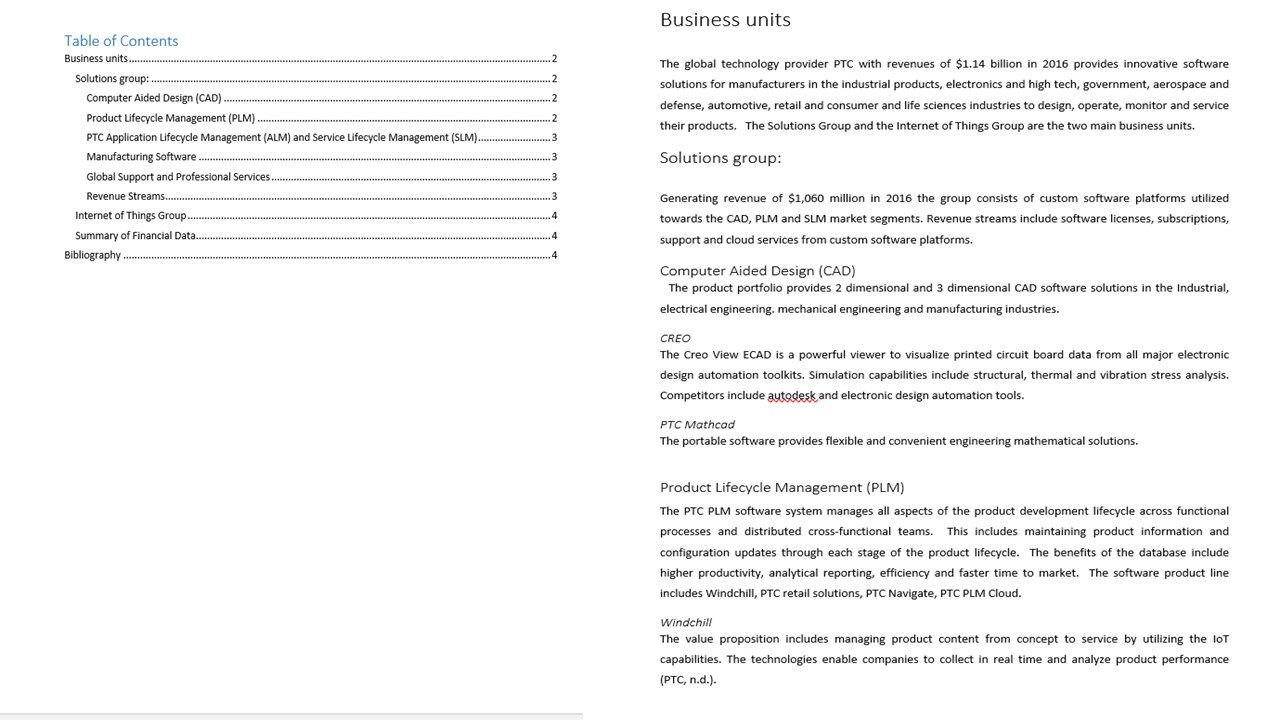 Table of Contents
Business units 2
Solutions group: 2
Computer Aided Design (CAD) 2
Product Lifecycle Management (PLM) 2
PTC Application Lifecycle Management (ALM) and Service Lifecycle Management (SLM) 3
Manufacturing Software 3
Global Support and Professional Services 3
Revenue Streams 3
Internet of Things Group 4
Summary of Financial Data 4
Bibliography 4
Business units
The global technology provider PTC with revenues of $1.14 billion in 2016 provides innovative software
solutions for manufacturers in the industrial products, electronics and high tech, government, aerospace and
defense, automotive, retail and consumer and life sciences industries to design, operate, monitor and service
their products. The Solutions Group and the Internet of Things Group are the two main business units.
Solutions group:
Generating revenue of $1,060 million in 2016 the group consists of custom software platforms utilized
towards the CAD, PLM and SLM market segments. Revenue streams include software licenses, subscriptions,
support and cloud services from custom software platforms.
Computer Aided Design (CAD)
The product portfolio provides 2 dimensional and 3 dimensional CAD software solutions in the Industrial,
electrical engineering. mechanical engineering and manufacturing industries.
CREO
The Creo View ECAD is a powerful viewer to visualize printed circuit board data from all major electronic
design automation toolkits. Simulation capabilities include structural, thermal and vibration stress analysis.
Competitors include autodesk and electronic design automation tools.
PTC Mathcad
The portable software provides flexible and convenient engineering mathematical solutions.
Product Lifecycle Management (PLM)
The PTC PLM software system manages all aspects of the product development lifecycle across functional
processes and distributed cross-functional teams. This includes maintaining product information and
configuration updates through each stage of the product lifecycle. The benefits of the database include
higher productivity, analytical reporting, efficiency and faster time to market. The software product line
includes Windchill, PTC retail solutions, PTC Navigate, PTC PLM Cloud.
Windchill
The value proposition includes managing product content from concept to service by utilizing the IoT
capabilities. The technologies enable companies to collect in real time and analyze product performance
(PTC, n.d.).